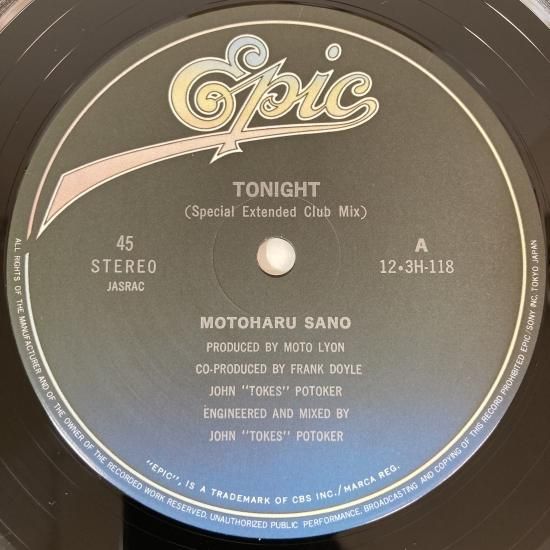 Epic
TONIGHT
(Special Extended Club Mix)
45
STEREO
JASRAC
A
12•3H-118
MOTOHARU SANO
PRODUCED BY MOTO LYON
CO-PRODUCED BY FRANK DOYLE
JOHN "TOKES" POTOKER
ENGINEERED AND MIXED BY
JOHN "TOKES" POTOKER
"EPIC", IS A TRADEMARK OF CBS INC./MARCA REG.
ALL RIGHTS OF THE MANUFACTURER AND OF THE OWNER OF THE RECORDED WORK RESERVED. UNAUTHORIZED PUBLIC PERFORMANCE, BROADCASTING AND COPYING OF THIS RECORD PROHIBITED EPIC/SONY INC. TOKYO JAPAN